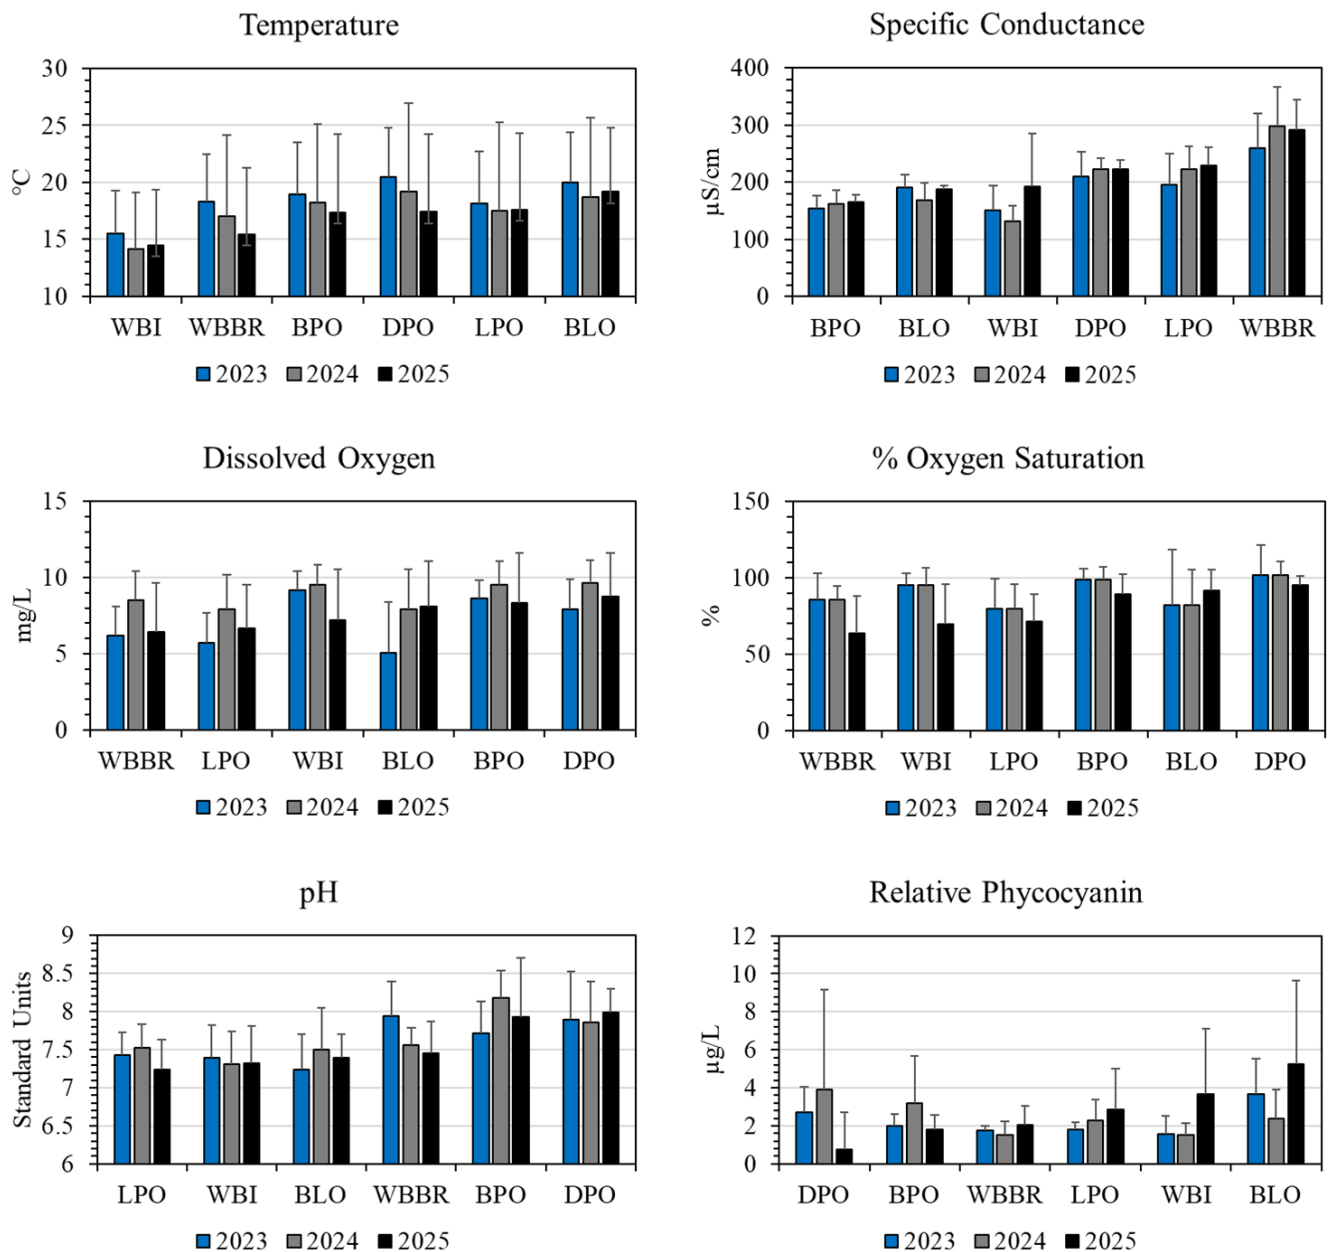 Temperature
30
25
20
15
10
°C
WBI WBBR BPO DPO LPO BLO
2023 2024 2025
Specific Conductance
400
300
200
100
0
µS/cm
BPO BLO WBI DPO LPO WBBR
2023 2024 2025
Dissolved Oxygen
15
10
5
0
mg/L
WBBR LPO WBI BLO BPO DPO
2023 2024 2025
% Oxygen Saturation
150
100
50
0
%
WBBR WBI LPO BPO BLO DPO
2023 2024 2025
pH
9
8.5
8
7.5
7
6.5
6
Standard Units
LPO WBI BLO WBBR BPO DPO
2023 2024 2025
Relative Phycocyanin
12
10
8
6
4
2
0
µg/L
DPO BPO WBBR LPO WBI BLO
2023 2024 2025